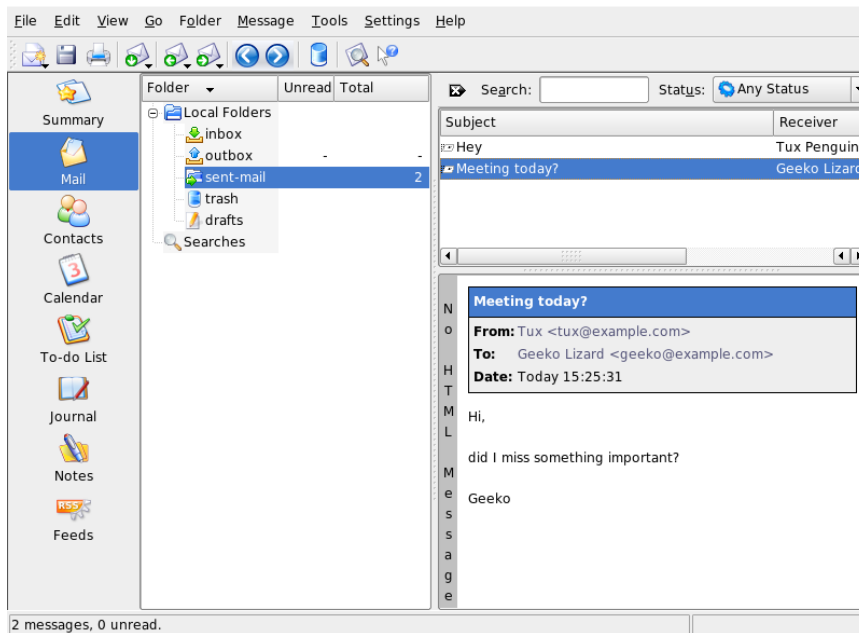 File Edit View Go Folder Message Tools Settings Help
Summary
Mail
Contacts
3
Calendar
To-do List
Journal
Notes
RSS
Feeds
Folder Unread Total
Local Folders
inbox
outbox - -
sent-mail 2
trash
drafts
Searches
Search: Status: Any Status
Subject Receiver
Hey Tux Penguin
Meeting today? Geeko Lizard
No HTML Message
Meeting today?
From: Tux <tux@example.com>
To: Geeko Lizard <geeko@example.com>
Date: Today 15:25:31
Hi,
did I miss something important?
Geeko
2 messages, 0 unread.